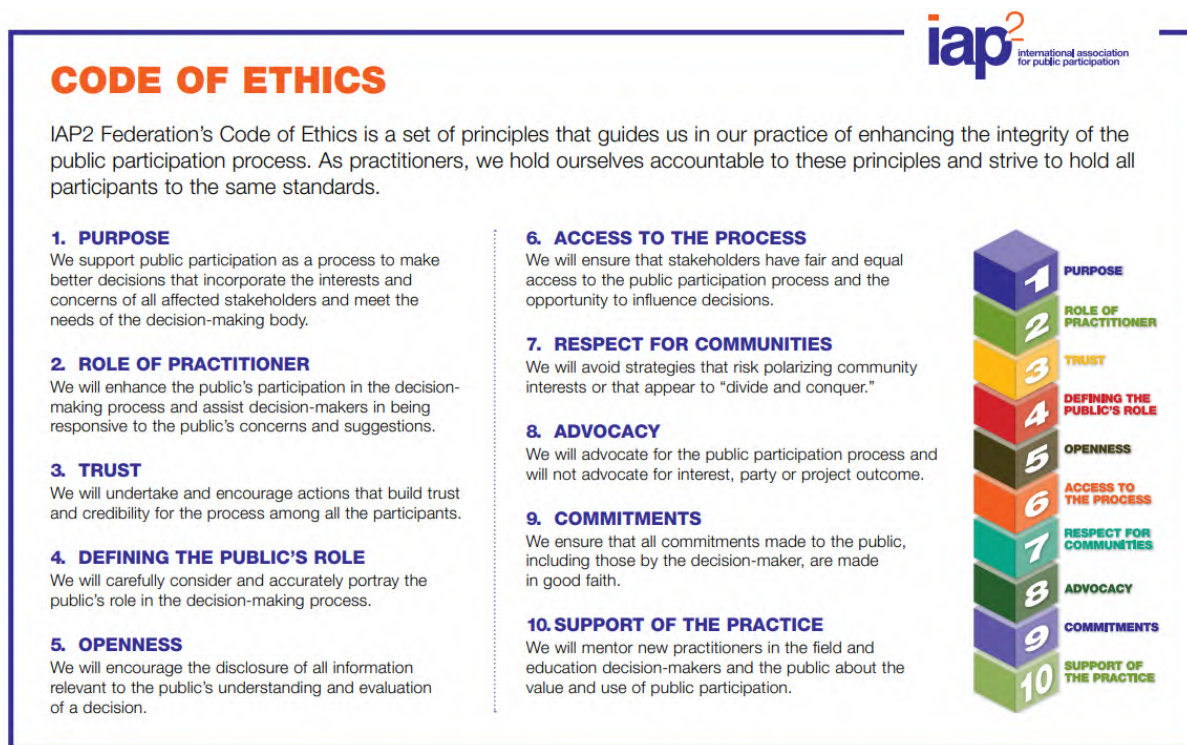 iap2
international association
for public participation
CODE OF ETHICS
IAP2 Federation's Code of Ethics is a set of principles that guides us in our practice of enhancing the integrity of the
public participation process. As practitioners, we hold ourselves accountable to these principles and strive to hold all
participants to the same standards.
1. PURPOSE
We support public participation as a process to make
better decisions that incorporate the interests and
concerns of all affected stakeholders and meet the
needs of the decision-making body.
2. ROLE OF PRACTITIONER
We will enhance the public's participation in the decision-
making process and assist decision-makers in being
responsive to the public's concerns and suggestions.
3. TRUST
We will undertake and encourage actions that build trust
and credibility for the process among all the participants.
4. DEFINING THE PUBLIC'S ROLE
We will carefully consider and accurately portray the
public's role in the decision-making process.
5. OPENNESS
We will encourage the disclosure of all information
relevant to the public's understanding and evaluation
of a decision.
6. ACCESS TO THE PROCESS
We will ensure that stakeholders have fair and equal
access to the public participation process and the
opportunity to influence decisions.
7. RESPECT FOR COMMUNITIES
We will avoid strategies that risk polarizing community
interests or that appear to "divide and conquer."
8. ADVOCACY
We will advocate for the public participation process and
will not advocate for interest, party or project outcome.
9. COMMITMENTS
We ensure that all commitments made to the public,
including those by the decision-maker, are made
in good faith.
10. SUPPORT OF THE PRACTICE
We will mentor new practitioners in the field and
education decision-makers and the public about the
value and use of public participation.
1 PURPOSE
2 ROLE OF
PRACTITIONER
3 TRUST
4 DEFINING THE
PUBLIC'S ROLE
5 OPENNESS
6 ACCESS TO
THE PROCESS
7 RESPECT FOR
COMMUNITIES
8 ADVOCACY
9 COMMITMENTS
10 SUPPORT OF
THE PRACTICE